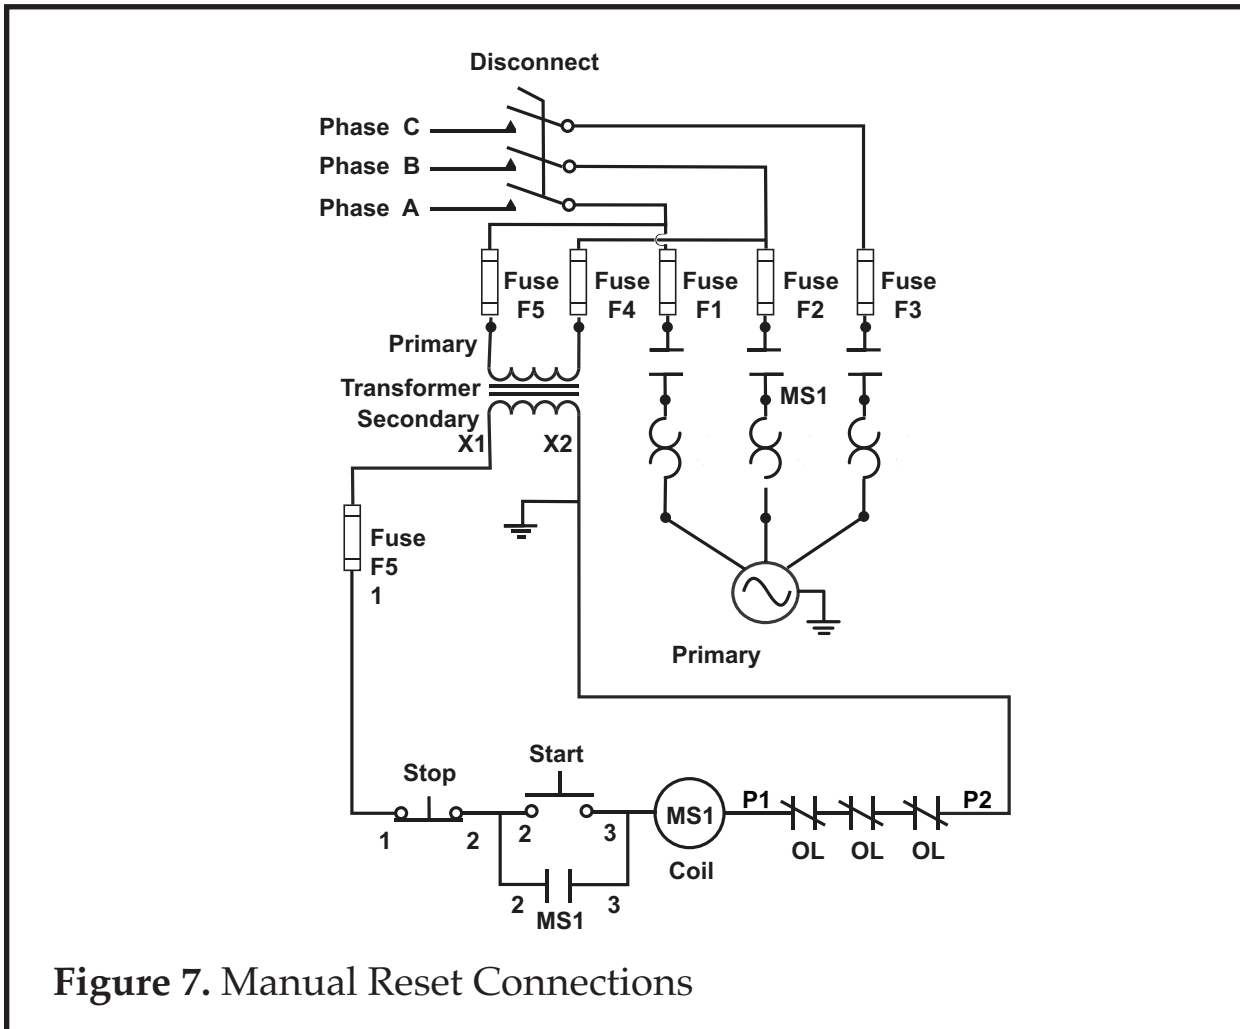 Disconnect
Phase C
Phase B
Phase A
Fuse F5
Fuse F4
Fuse F1
Fuse F2
Fuse F3
Primary
Transformer
Secondary
X1
X2
MS1
Fuse
F5
1
Primary
Start
Stop
1
2
2
3
MS1
Coil
P1
P2
OL
OL
OL
2
3
MS1
Figure 7. Manual Reset Connections